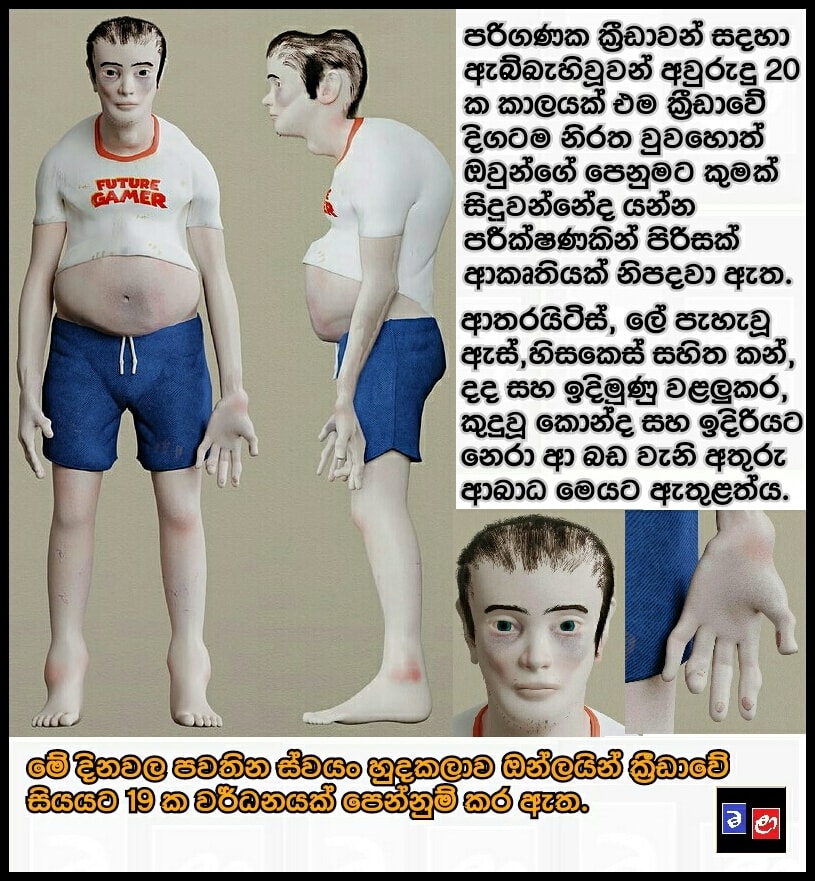 පරිගණක ක්‍රීඩාවන් සදහා
ඇබ්බැහිවූවන් අවුරුදු 20
ක කාලයක් එම ක්‍රීඩාවේ
දිගටම නිරත වුවහොත්
ඔවුන්ගේ පෙනුමට කුමක්
සිදුවන්නේද යන්න
පරීක්ෂණකින් පිරිසක්
ආකෘතියක් නිපදවා ඇත.
ආතරයිටිස්, ලේ පැහැවූ
ඇස්,හිසකෙස් සහිත කන්,
දද සහ ඉදිමුණු වළලුකර,
කුදුවූ කොන්ද සහ ඉදිරියට
නෙරා ආ බඩ වැනි අතුරු
ආබාධ මෙයට ඇතුළත්ය.
FUTURE
GAMER
මේ දිනවල පවතින ස්වයං හුදකලාව ඔන්ලයින් ක්‍රීඩාවේ
සියයට 19 ක වර්ධනයක් පෙන්නුම් කර ඇත.
ම ළා